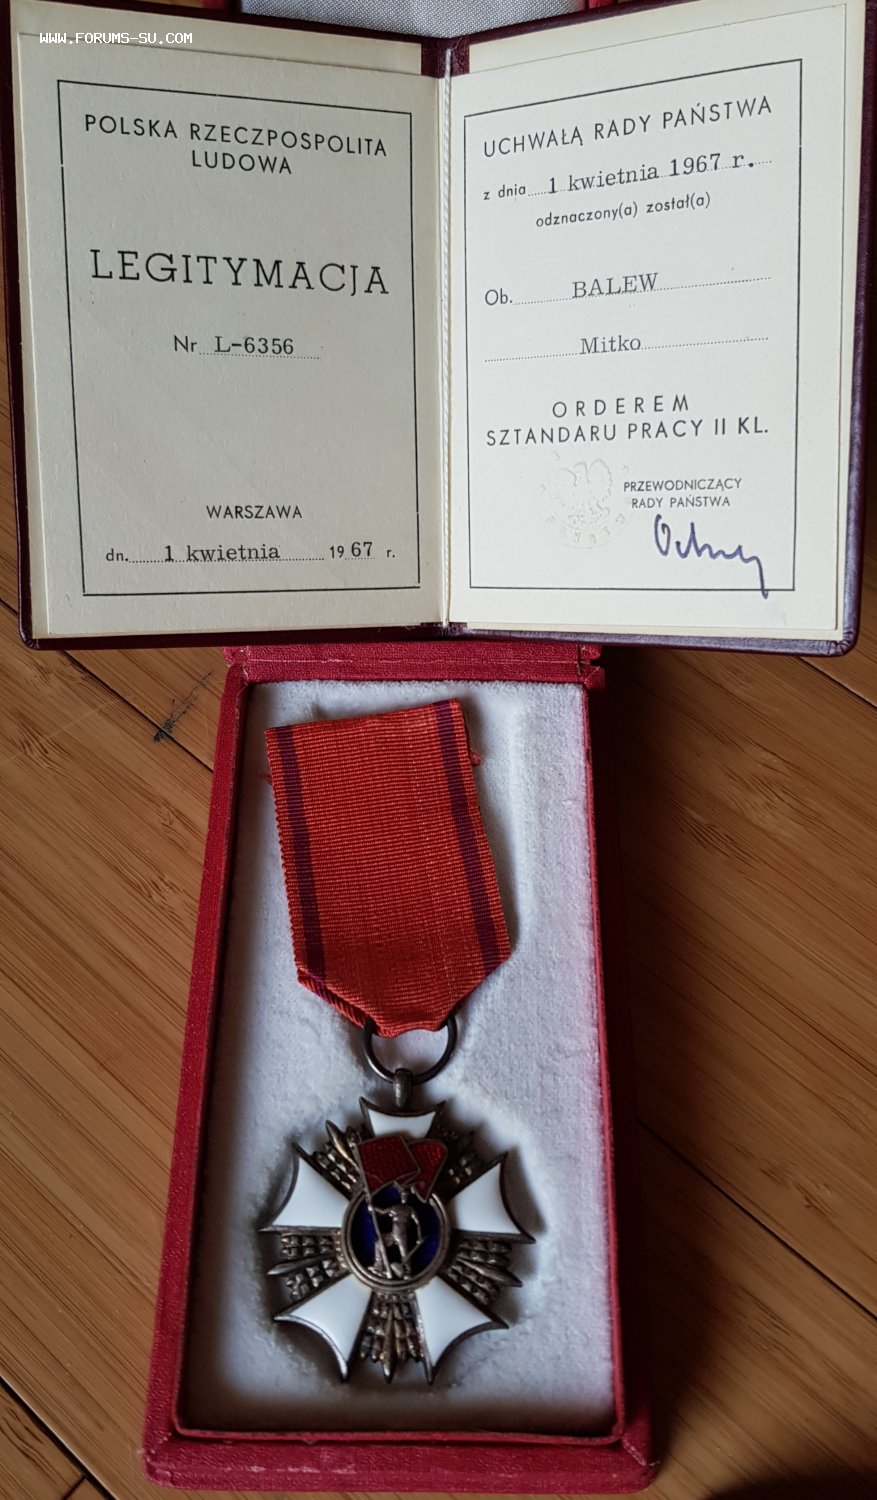 WWW.FORUMS-SU.COM
POLSKA RZECZPOSPOLITA
LUDOWA
LEGITYMACJA
Nr L-6356
WARSZAWA
dn. 1 kwietnia 1967 r.
UCHWAŁĄ RADY PAŃSTWA
z dnia 1 kwietnia 1967 r.
odznaczony(a) został(a)
Ob. BALEW
Mitko
ORDEREM
SZTANDARU PRACY II KL.
PRZEWODNICZĄCY
RADY PAŃSTWA